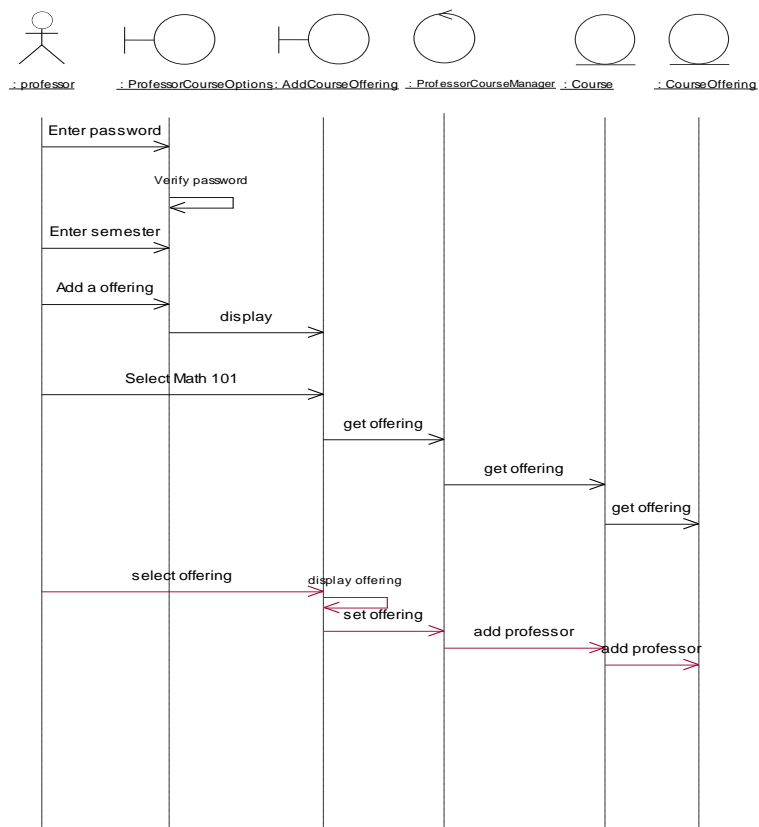 : professor
: ProfessorCourseOptions
: AddCourseOffering
: ProfessorCourseManager
: Course
: CourseOffering
Enter password
Verify password
Enter semester
Add a offering
display
Select Math 101
get offering
get offering
get offering
select offering
display offering
set offering
add professor
add professor